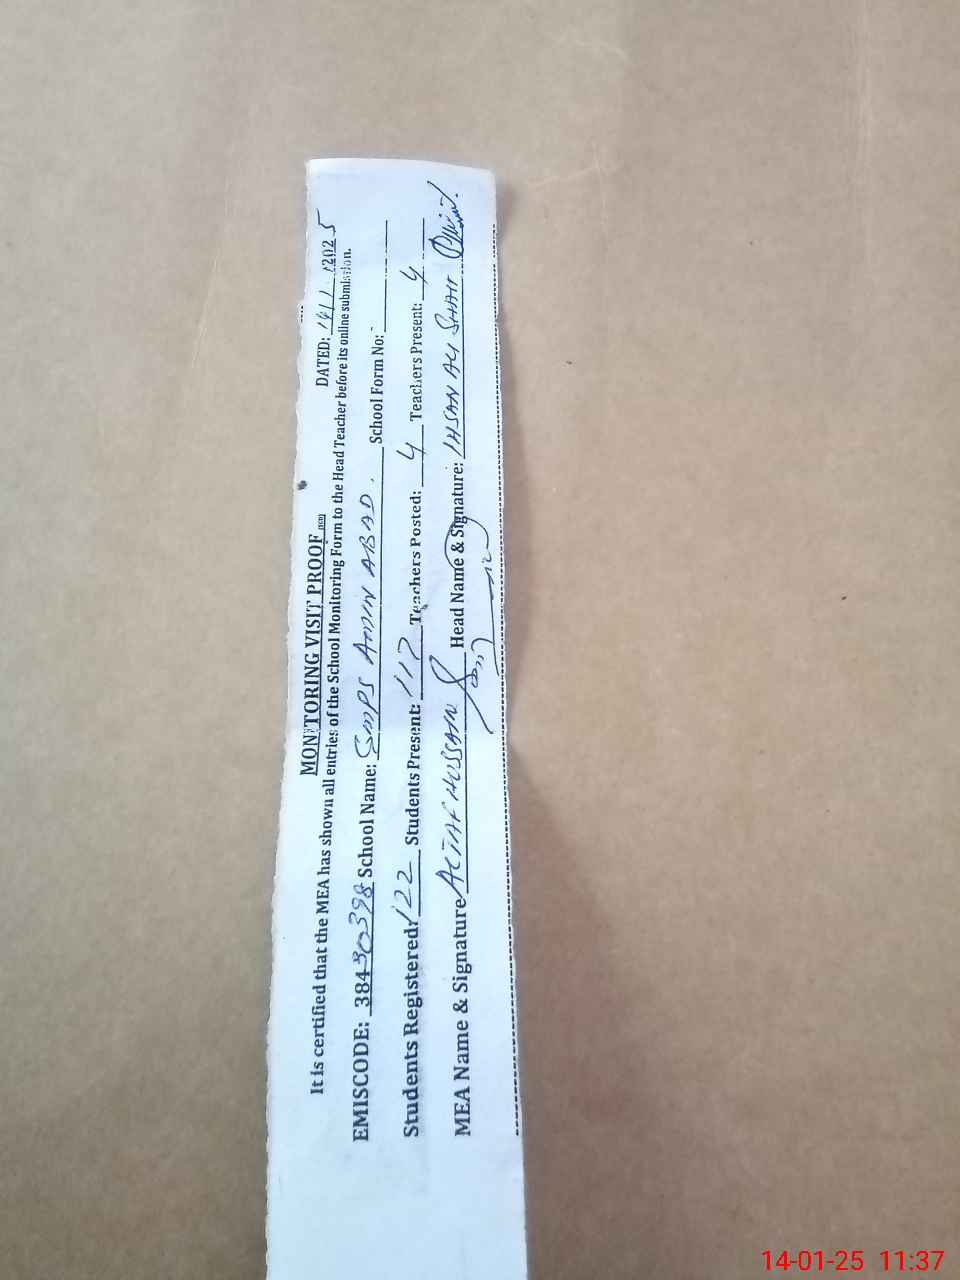 MONITORING VISIT PROOF
DATED: 14/1/2025
It is certified that the MEA has shown all entries of the School Monitoring Form to the Head Teacher before its online submission.
EMISCODE: 38430398 School Name: GMPS AMIN ABAD. School Form No:
Students Registered: 122 Students Present: 112 Teachers Posted: 4 Teachers Present: 4
MEA Name & Signature ALTAF HUSSAIN Head Name & Signature: IHSAN ALI SHAH
14-01-25 11:37